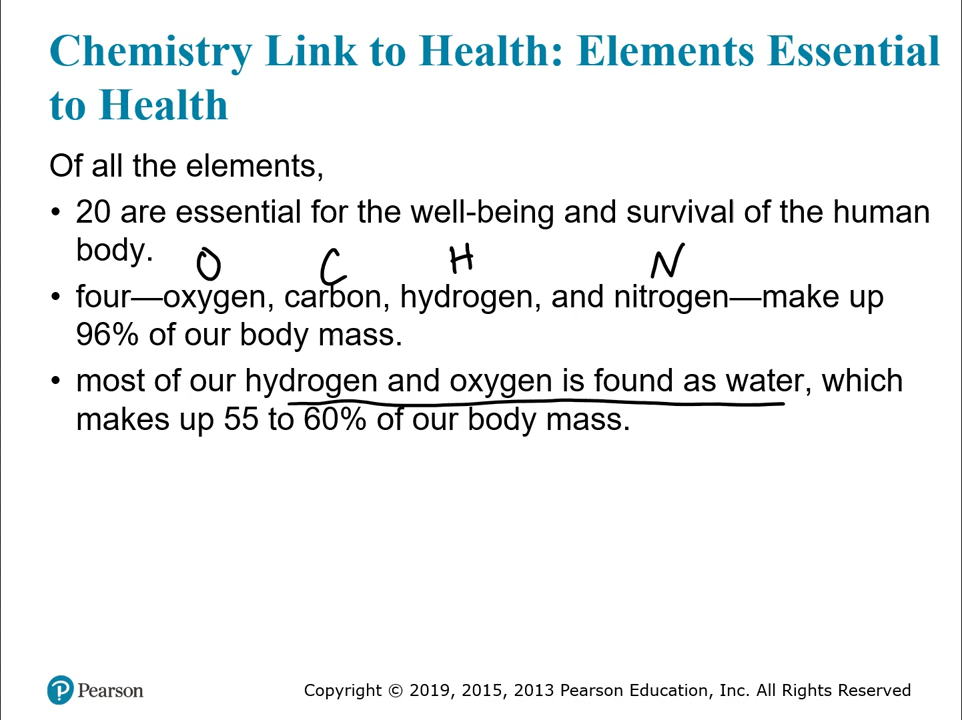 Chemistry Link to Health: Elements Essential
to Health
Of all the elements,
• 20 are essential for the well-being and survival of the human
body.
O C H N
• four—oxygen, carbon, hydrogen, and nitrogen—make up
96% of our body mass.
• most of our hydrogen and oxygen is found as water, which
makes up 55 to 60% of our body mass.
P Pearson
Copyright © 2019, 2015, 2013 Pearson Education, Inc. All Rights Reserved